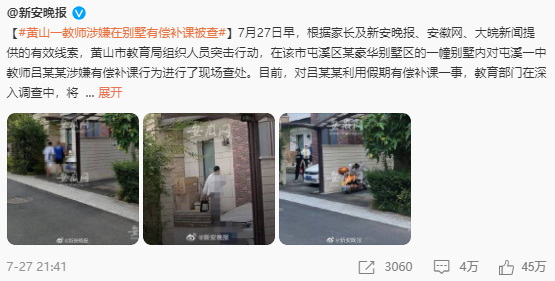 @新安晚报
【#黄山一教师涉嫌在别墅有偿补课被查#】7月27日早，根据家长及新安晚报、安徽网、大皖新闻提
供的有效线索，黄山市教育局组织人员突击行动，在该市屯溪区某豪华别墅区的一幢别墅内对屯溪一中
教师吕某某涉嫌有偿补课行为进行了现场查处。目前，对吕某某利用假期有偿补课一事，教育部门在深
入调查中，将 ... 展开
安徽网
安徽网
安徽网
@新安晚报
@新安晚报
@新安晚报
7-27 21:41
3060
4万
45万